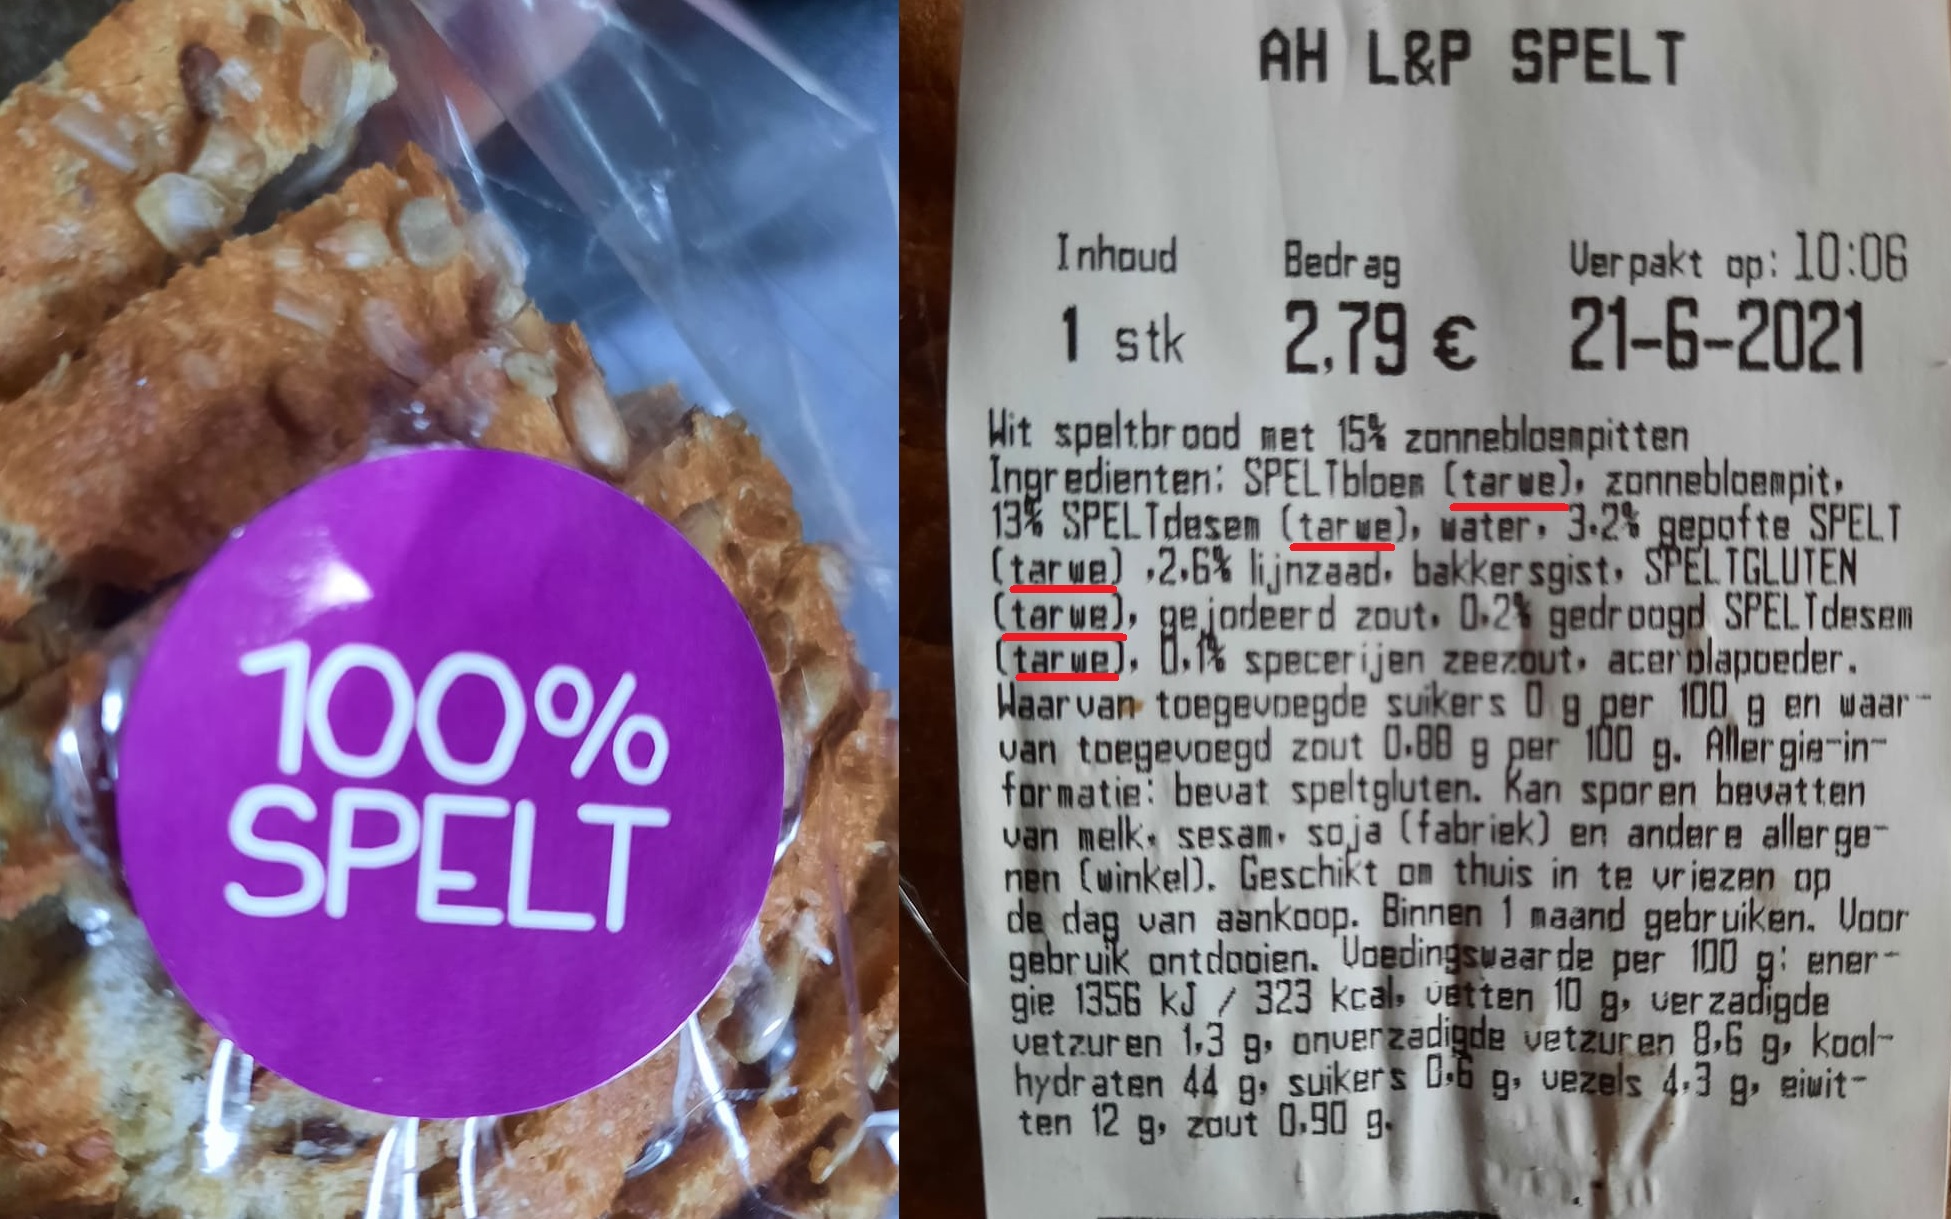 100%
SPELT
AH L&P SPELT
Inhoud Bedrag Verpakt op: 10:06
1 stk 2,79 € 21-6-2021
Wit speltbrood met 15% zonnebloempitten
Ingredienten: SPELTbloem (tarwe), zonnebloempit,
13% SPELTdesem (tarwe), water, 3.2% gepofte SPELT
(tarwe) ,2,6% lijnzaad, bakkersgist, SPELTGLUTEN
(tarwe), gejodeerd zout, 0,2% gedroogd SPELTdesem
(tarwe), 0,1% specerijen zeezout, acerolapoeder.
Waarvan toegevoegde suikers 0 g per 100 g en waar-
van toegevoegd zout 0.88 g per 100 g. Allergie-in-
formatie: bevat speltgluten. Kan sporen bevatten
van melk, sesam, soja (fabriek) en andere allerge-
nen (winkel). Geschikt om thuis in te vriezen op
de dag van aankoop. Binnen 1 maand gebruiken. Voor
gebruik ontdooien. Voedingswaarde per 100 g: ener-
gie 1356 kJ / 323 kcal, vetten 10 g, verzadigde
vetzuren 1,3 g, onverzadigde vetzuren 8,6 g, kool-
hydraten 44 g, suikers 0,6 g, vezels 4,3 g, eiwit-
ten 12 g, zout 0,90 g.